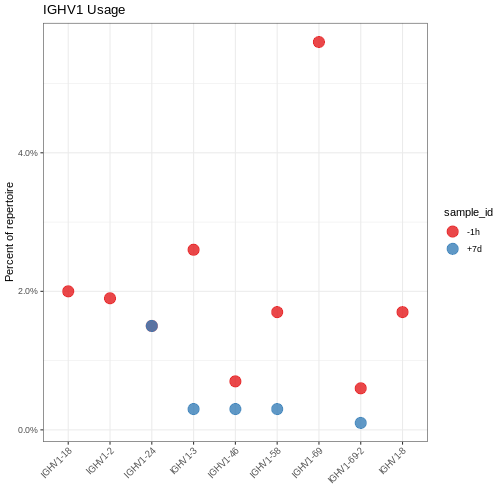 IGHV1 Usage
Percent of repertoire
4.0%
2.0%
0.0%
IGHV1-18
IGHV1-2
IGHV1-24
IGHV1-3
IGHV1-46
IGHV1-58
IGHV1-69
IGHV1-69-2
IGHV1-8
sample_id
-1h
+7d